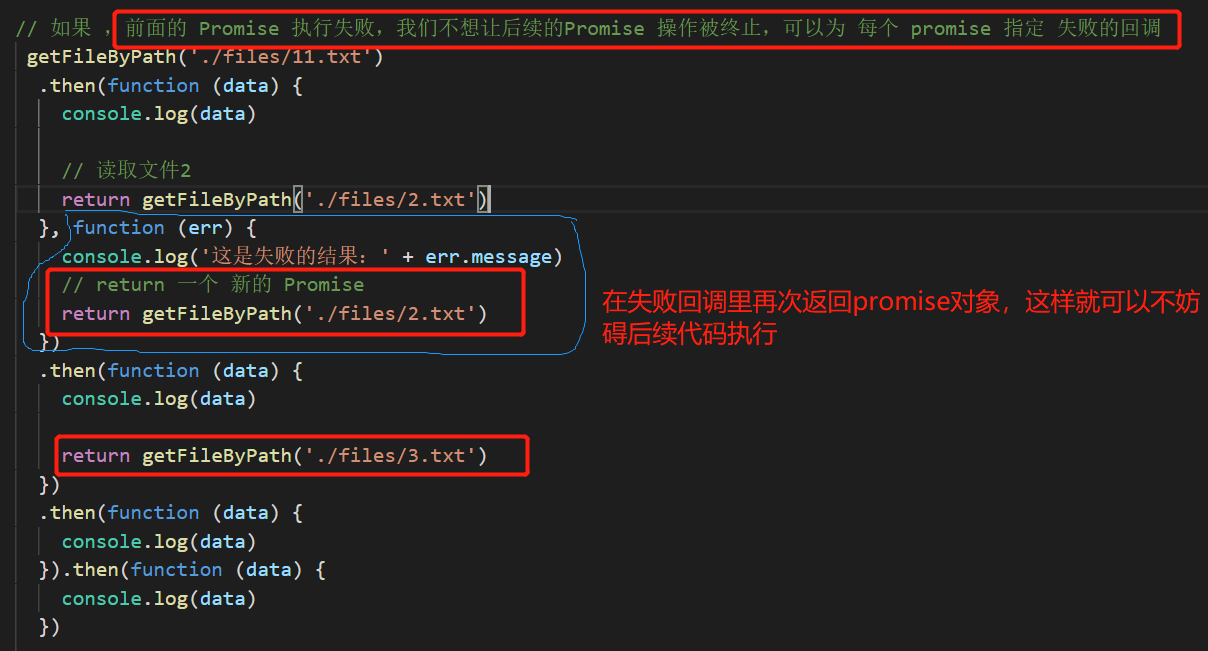 // 如果 ，前面的 Promise 执行失败，我们不想让后续的Promise 操作被终止，可以为 每个 promise 指定 失败的回调
getFileByPath('./files/11.txt')
.then(function (data) {
console.log(data)
// 读取文件2
return getFileByPath('./files/2.txt')
}, function (err) {
console.log('这是失败的结果：' + err.message)
// return 一个 新的 Promise
return getFileByPath('./files/2.txt')
})
在失败回调里再次返回promise对象，这样就可以不妨
碍后续代码执行
.then(function (data) {
console.log(data)
return getFileByPath('./files/3.txt')
})
.then(function (data) {
console.log(data)
}).then(function (data) {
console.log(data)
})